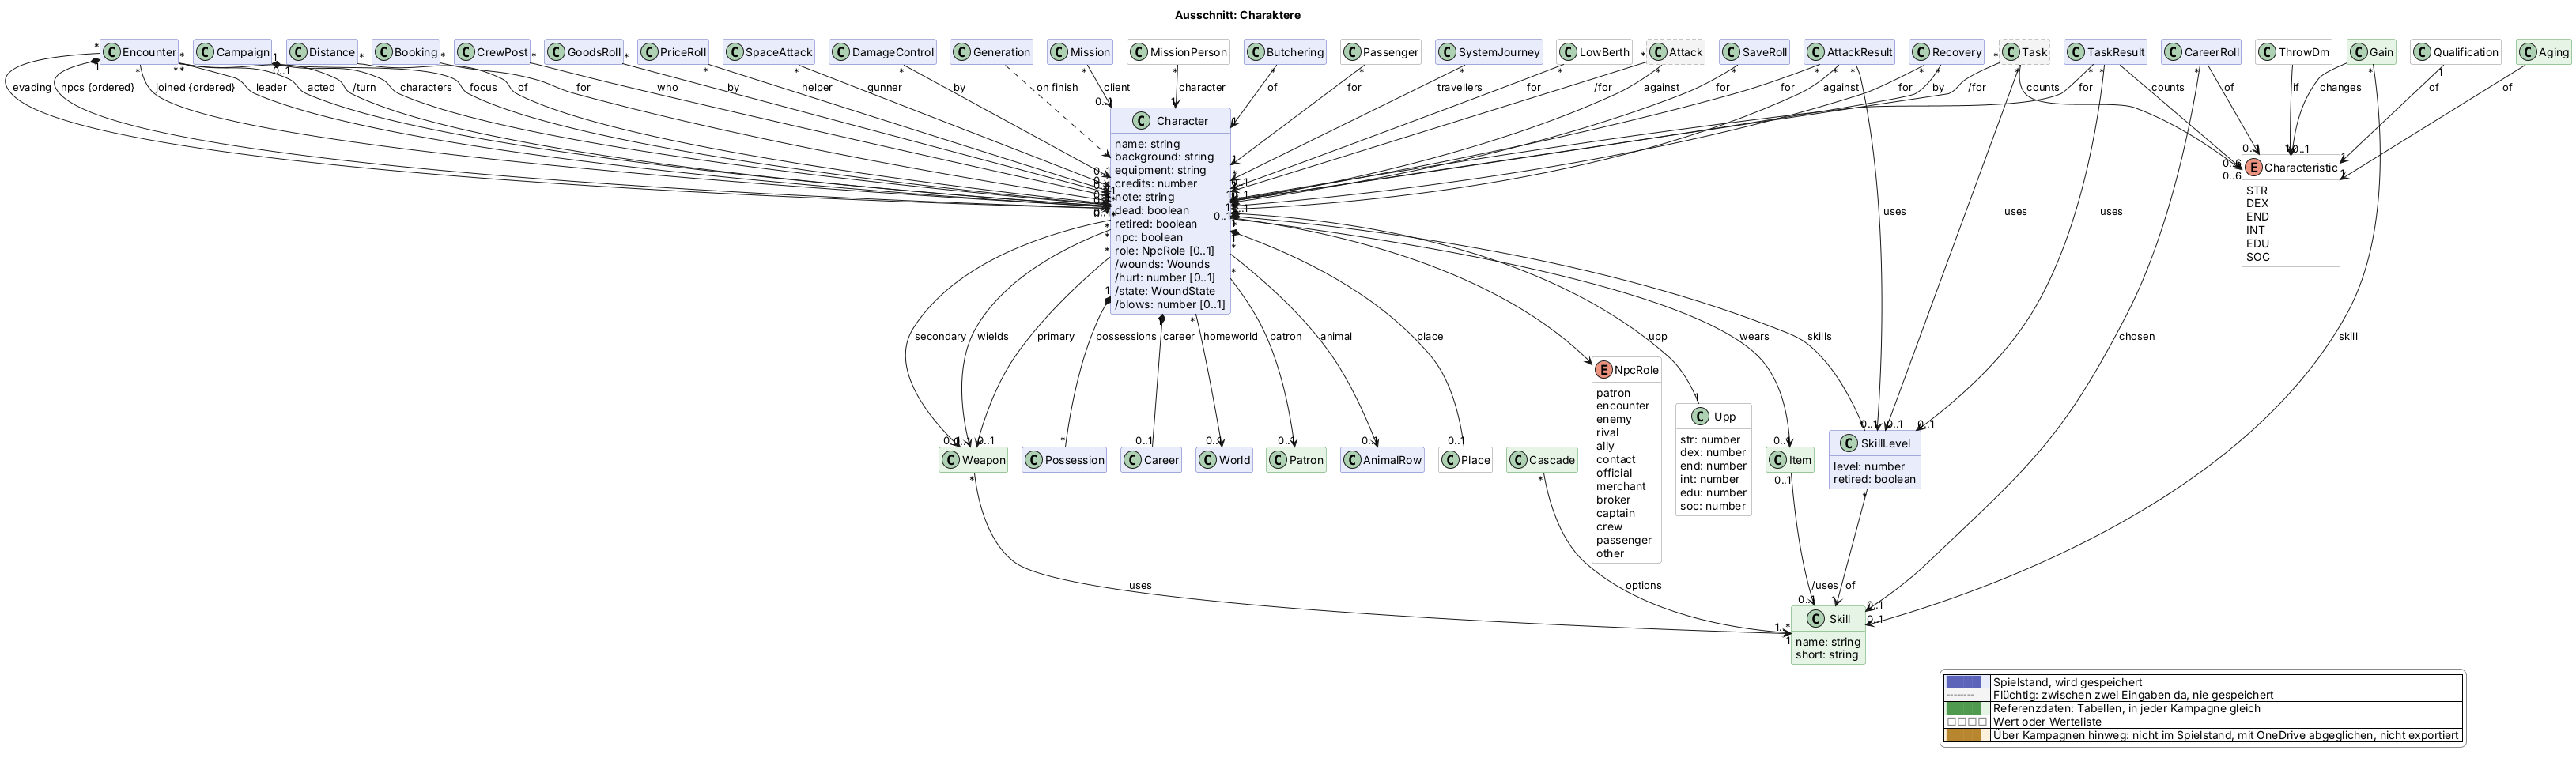 Ausschnitt: Charaktere
Encounter
Campaign
Distance
Booking
CrewPost
GoodsRoll
PriceRoll
SpaceAttack
DamageControl
Generation
Mission
MissionPerson
Butchering
Passenger
SystemJourney
LowBerth
Attack
SaveRoll
AttackResult
Recovery
Task
TaskResult
CareerRoll
ThrowDm
Gain
Qualification
Aging
evading
npcs {ordered}
joined {ordered}
leader
acted
/turn
characters
focus
of
for
who
by
helper
gunner
by
on finish
client
character
of
for
travellers
for
/for
against
for
for
against
for
by
/for
counts
for
counts
of
if
changes
of
of
Character
name: string
background: string
equipment: string
credits: number
note: string
dead: boolean
retired: boolean
npc: boolean
role: NpcRole [0..1]
/wounds: Wounds
/hurt: number [0..1]
/state: WoundState
/blows: number [0..1]
Characteristic
STR
DEX
END
INT
EDU
SOC
uses
uses
uses
secondary
wields
primary
possessions
career
homeworld
patron
animal
place
upp
wears
skills
chosen
skill
NpcRole
patron
encounter
enemy
rival
ally
contact
official
merchant
broker
captain
crew
passenger
other
Upp
str: number
dex: number
end: number
int: number
edu: number
soc: number
SkillLevel
level: number
retired: boolean
Weapon
Possession
Career
World
Patron
AnimalRow
Place
Cascade
Item
uses
options
/uses
of
Skill
name: string
short: string
Spielstand, wird gespeichert
Flüchtig: zwischen zwei Eingaben da, nie gespeichert
Referenzdaten: Tabellen, in jeder Kampagne gleich
Wert oder Werteliste
Über Kampagnen hinweg: nicht im Spielstand, mit OneDrive abgeglichen, nicht exportiert